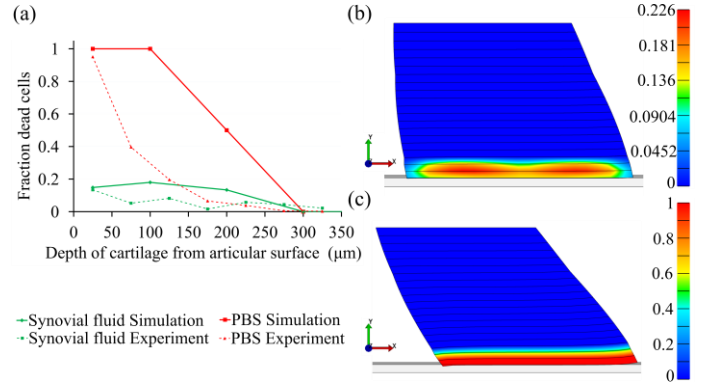 (a)
Fraction dead cells
1
0.8
0.6
0.4
0.2
0
0 50 100 150 200 250 300 350
Depth of cartilage from articular surface (μm)
Synovial fluid Simulation
PBS Simulation
Synovial fluid Experiment
PBS Experiment
(b)
Y
X
0.226
0.181
0.136
0.0904
0.0452
0
(c)
Y
X
1
0.8
0.6
0.4
0.2
0